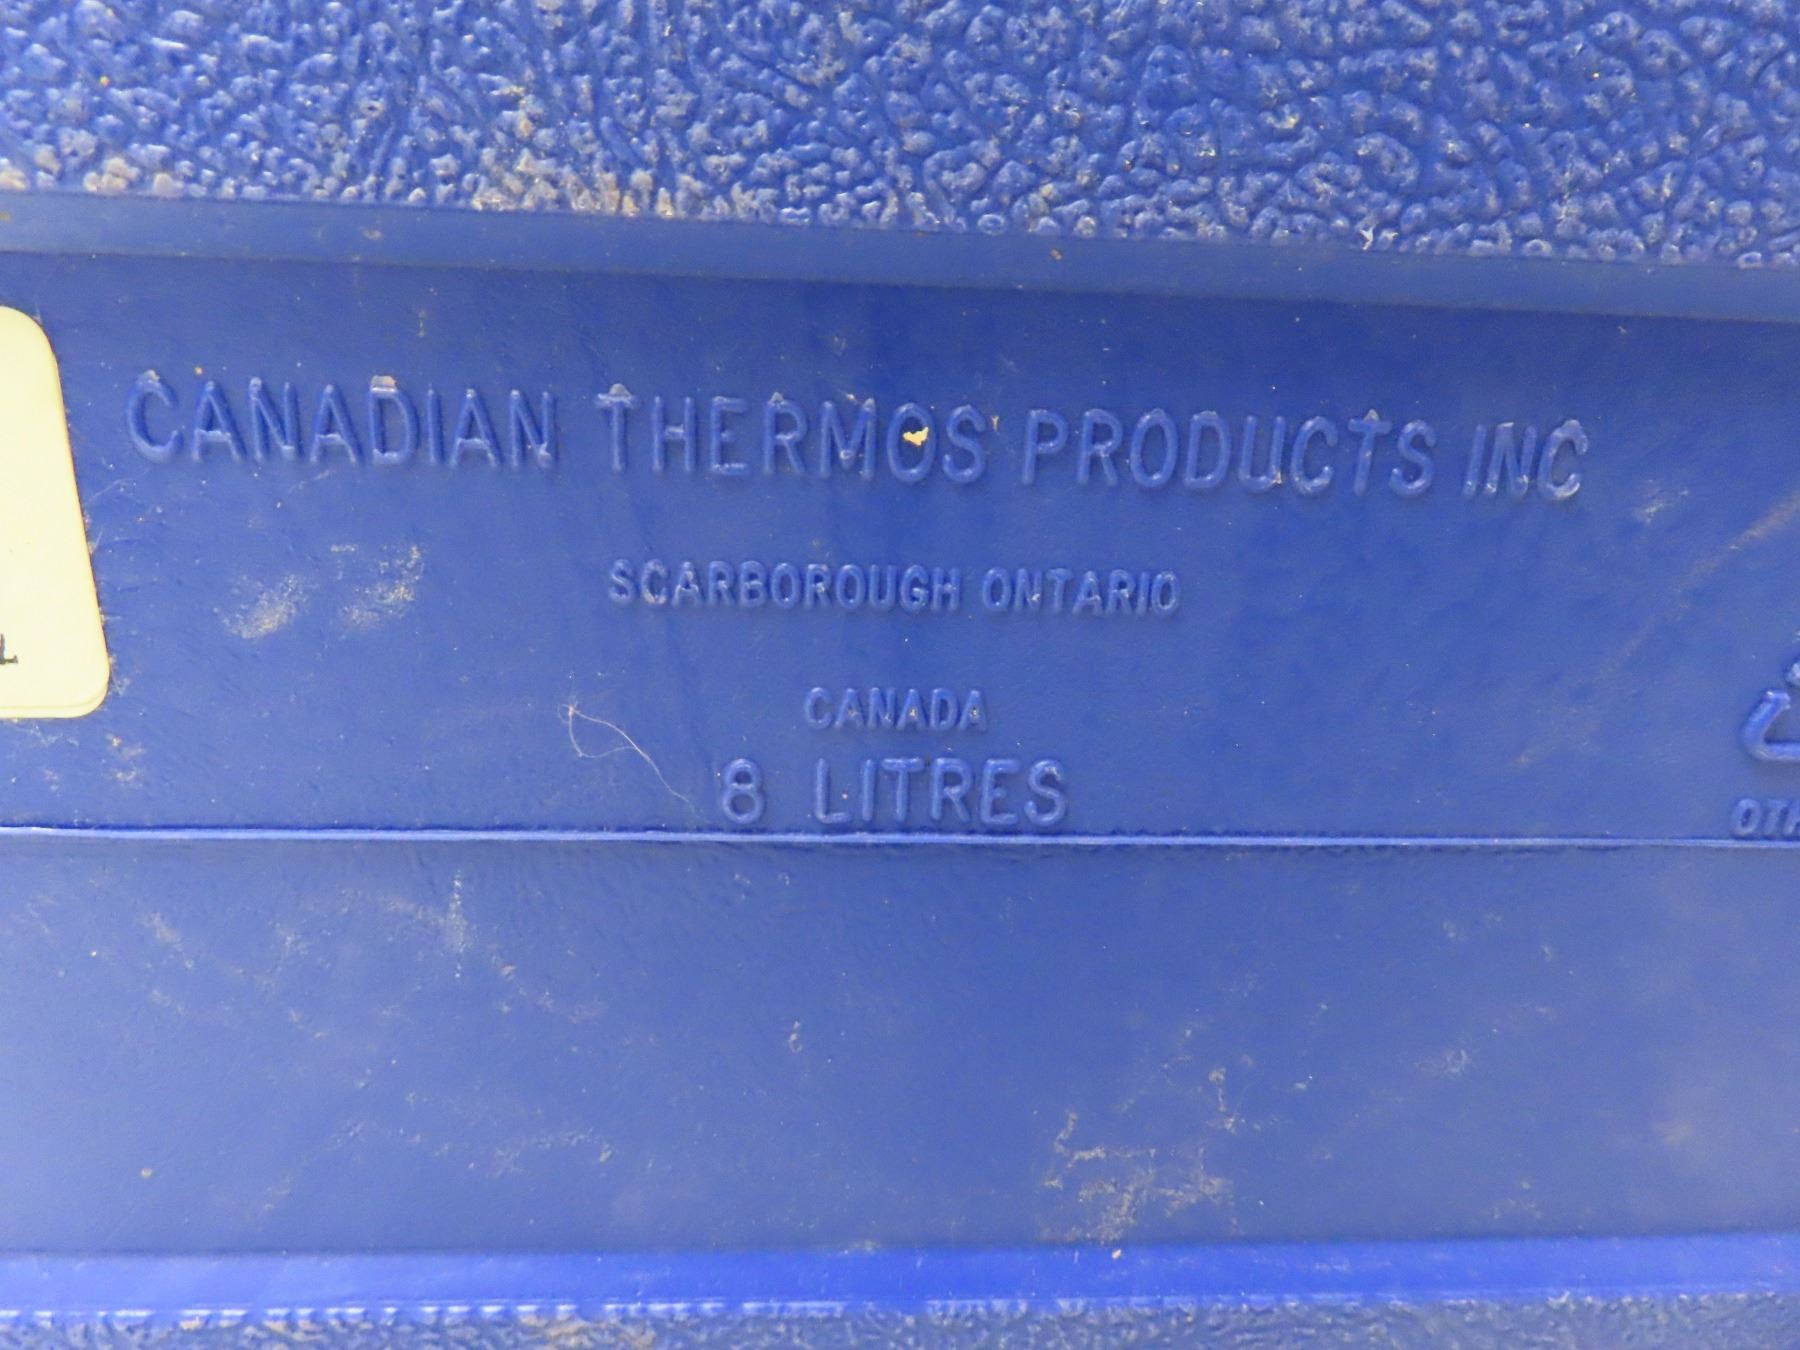 CANADIAN THERMOS PRODUCTS INC
SCARBOROUGH ONTARIO
CANADA
8 LITRES